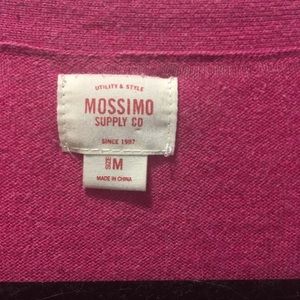 UTILITY & STYLE
MOSSIMO
SUPPLY CO
SINCE 1987
SIZE M
MADE IN CHINA